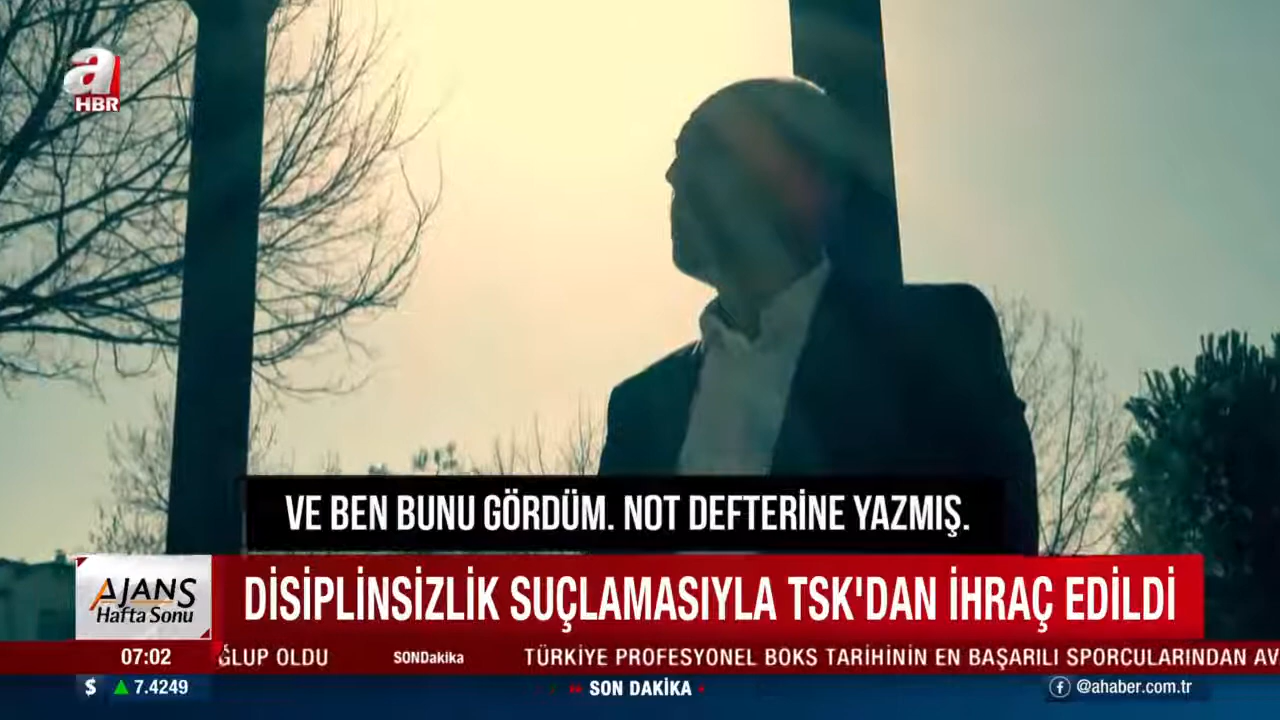 a
HBR
VE BEN BUNU GÖRDÜM. NOT DEFTERİNE YAZMIŞ.
AJANS
Hafta Sonu
DİSİPLİNSİZLİK SUÇLAMASIYLA TSK'DAN İHRAÇ EDİLDİ
07:02 ĞLUP OLDU SONDakika TÜRKİYE PROFESYONEL BOKS TARİHİNİN EN BAŞARILI SPORCULARINDAN AV
$ ▲ 7.4249 SON DAKİKA @ahaber.com.tr